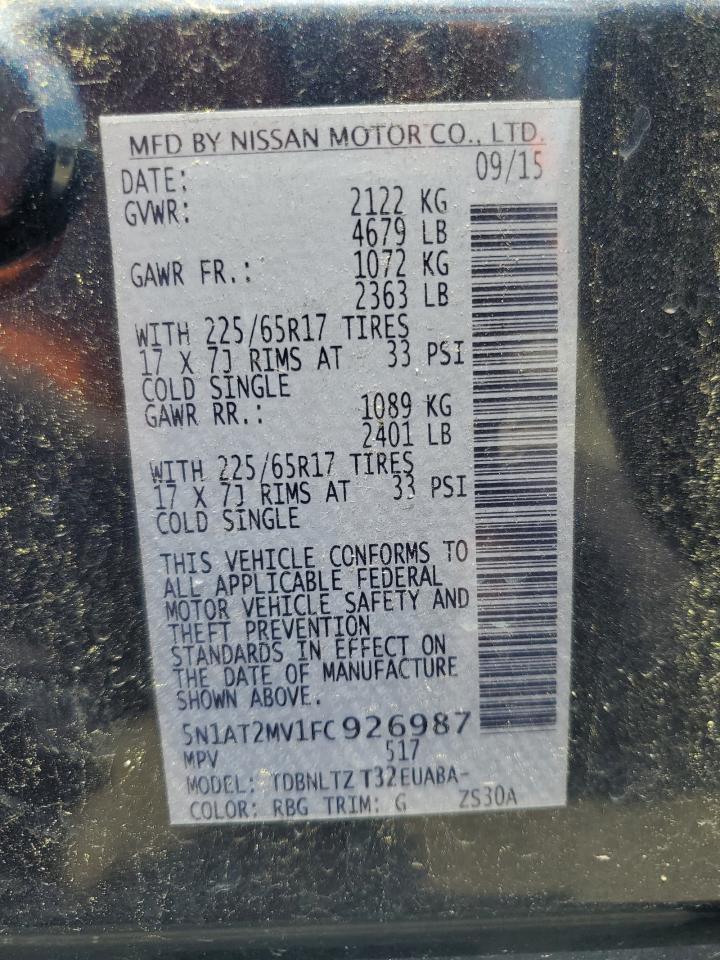 MFD BY NISSAN MOTOR CO., LTD.
DATE: 09/15
GVWR: 2122 KG
4679 LB
GAWR FR.: 1072 KG
2363 LB
WITH 225/65R17 TIRES
17 X 7J RIMS AT 33 PSI
COLD SINGLE
GAWR RR.: 1089 KG
2401 LB
WITH 225/65R17 TIRES
17 X 7J RIMS AT 33 PSI
COLD SINGLE
THIS VEHICLE CONFORMS TO
ALL APPLICABLE FEDERAL
MOTOR VEHICLE SAFETY AND
THEFT PREVENTION
STANDARDS IN EFFECT ON
THE DATE OF MANUFACTURE
SHOWN ABOVE.
5N1AT2MV1FC926987
MPV 517
MODEL: TDBNLTZ T32EUABA-
COLOR: RBG TRIM: G ZS30A